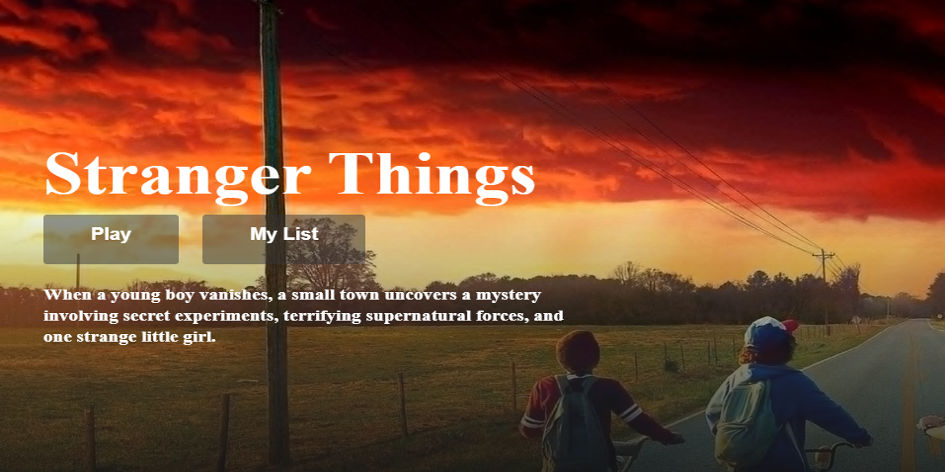 Stranger Things
Play
My List
When a young boy vanishes, a small town uncovers a mystery
involving secret experiments, terrifying supernatural forces, and
one strange little girl.